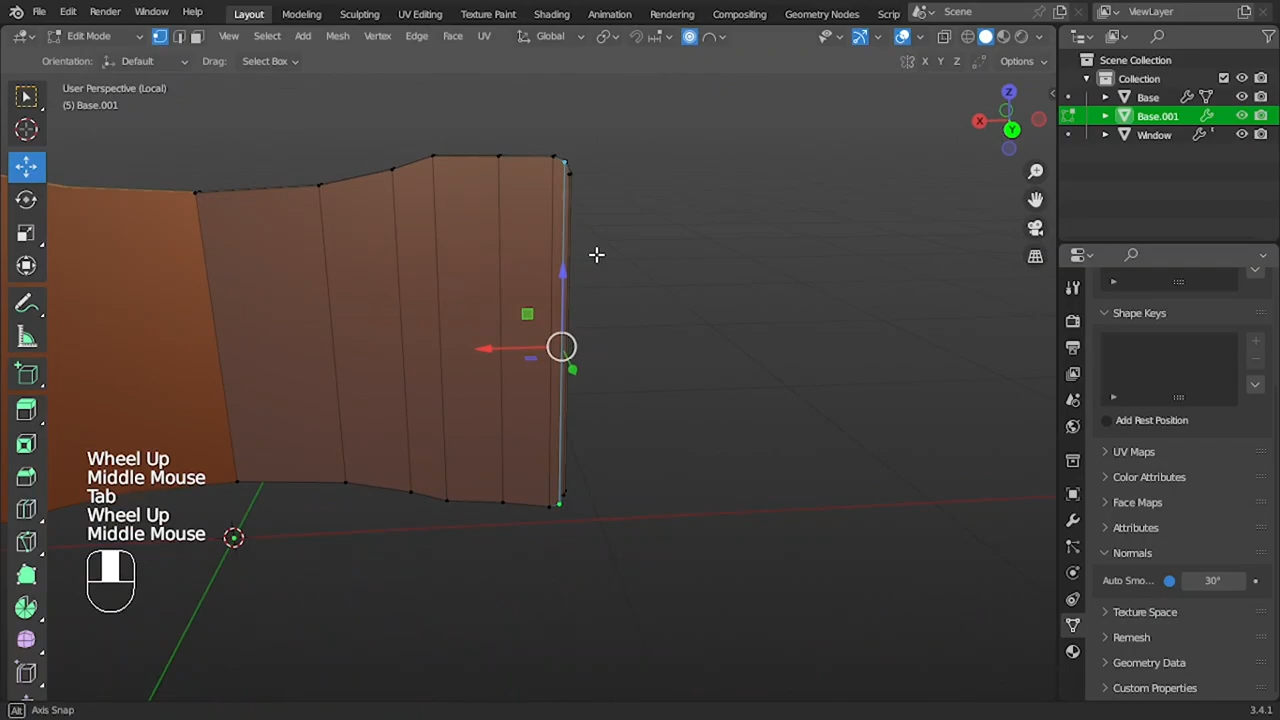 File Edit Render Window Help Layout Modeling Sculpting UV Editing Texture Paint Shading Animation Rendering Compositing Geometry Nodes Scrip Scene ViewLayer
Edit Mode View Select Add Mesh Vertex Edge Face UV Global
Orientation: Default Drag: Select Box X Y Z Options
Scene Collection
Collection
Base
Base.001
Window
User Perspective (Local)
(5) Base.001
Z
X
Y
Shape Keys
Add Rest Position
UV Maps
Color Attributes
Face Maps
Attributes
Normals
Auto Smo... 30°
Texture Space
Remesh
Geometry Data
Custom Properties
Wheel Up
Middle Mouse
Tab
Wheel Up
Middle Mouse
Alt Axis Snap
3.4.1